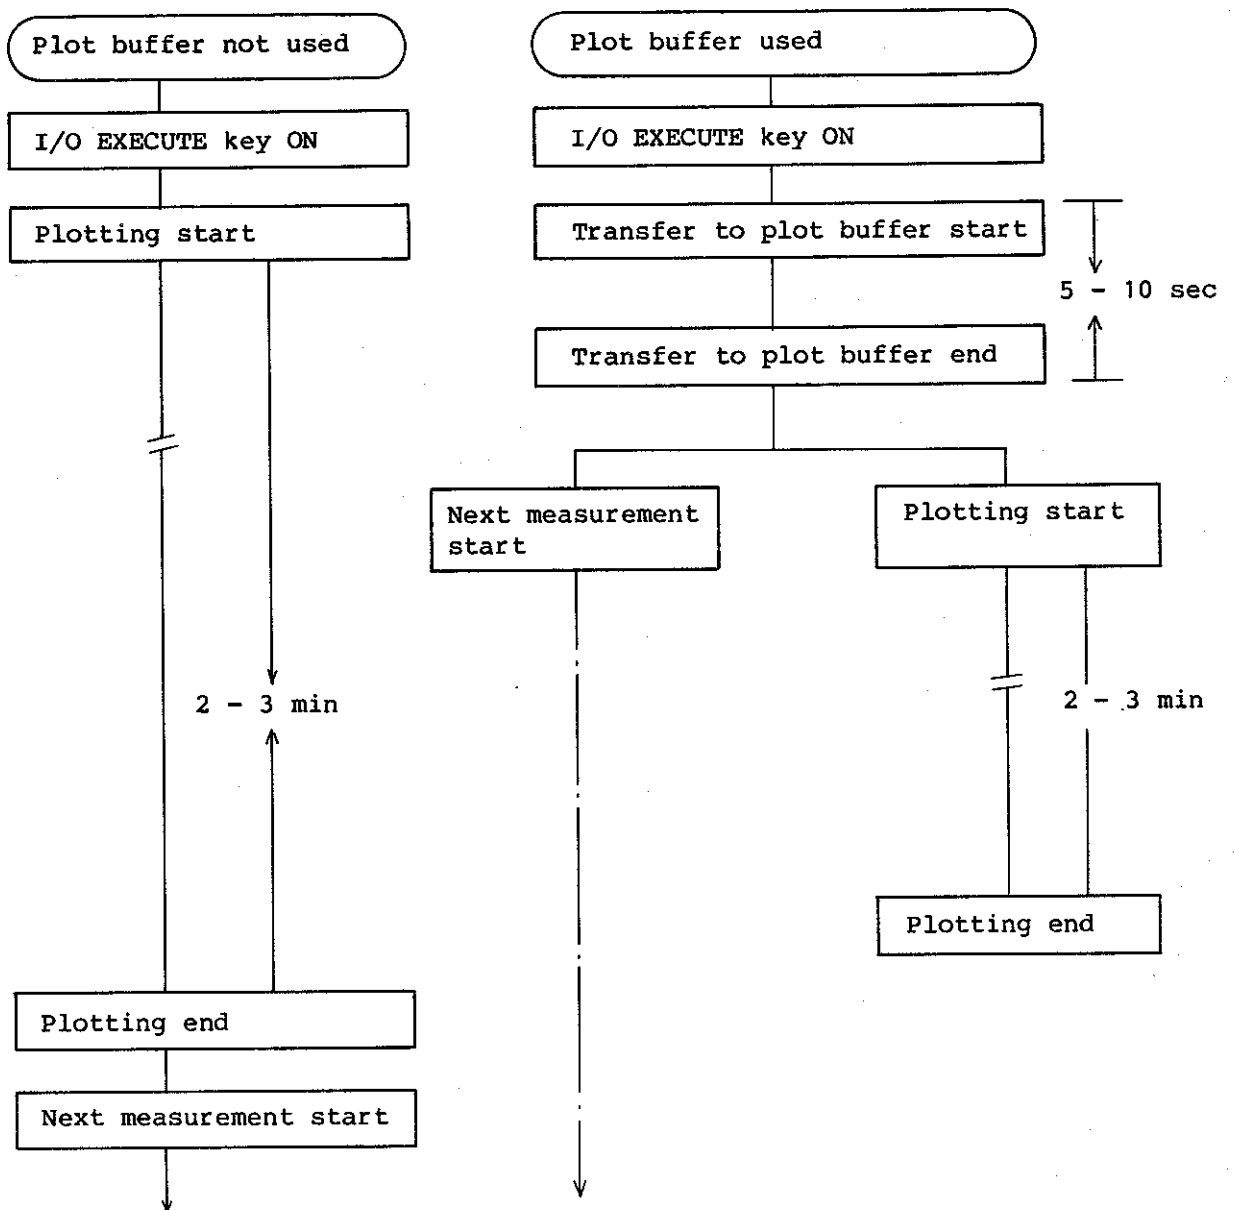 Plot buffer not used
I/O EXECUTE key ON
Plotting start
2 - 3 min
Plotting end
Next measurement start
Plot buffer used
I/O EXECUTE key ON
Transfer to plot buffer start
5 - 10 sec
Transfer to plot buffer end
Next measurement
start
Plotting start
2 - 3 min
Plotting end